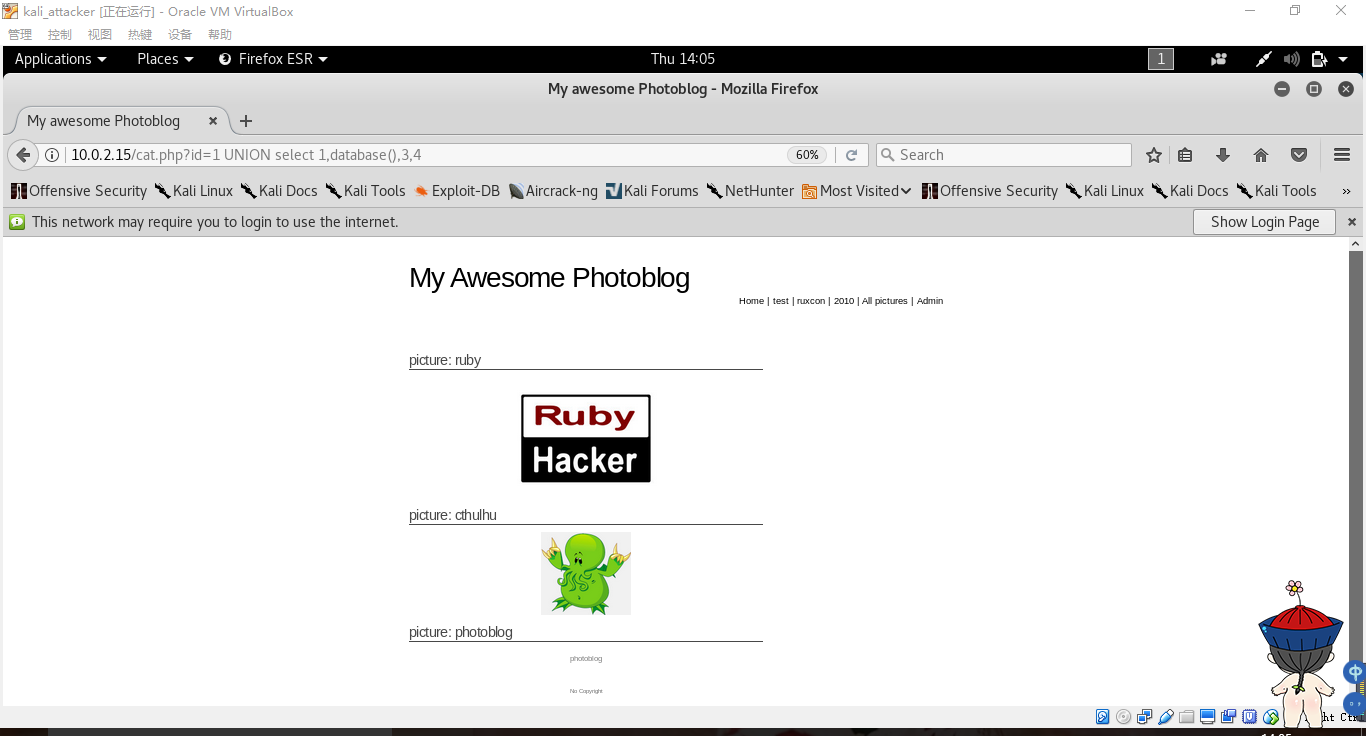 kali_attacker [正在运行] - Oracle VM VirtualBox
管理 控制 视图 热键 设备 帮助
Applications Places Firefox ESR Thu 14:05 1
My awesome Photoblog - Mozilla Firefox
My awesome Photoblog
10.0.2.15/cat.php?id=1 UNION select 1,database(),3,4 60% Search
Offensive Security Kali Linux Kali Docs Kali Tools Exploit-DB Aircrack-ng Kali Forums NetHunter Most Visited Offensive Security Kali Linux Kali Docs Kali Tools »
This network may require you to login to use the internet. Show Login Page
My Awesome Photoblog
Home | test | ruxcon | 2010 | All pictures | Admin
picture: ruby
Ruby
Hacker
picture: cthulhu
picture: photoblog
photoblog
No Copyright